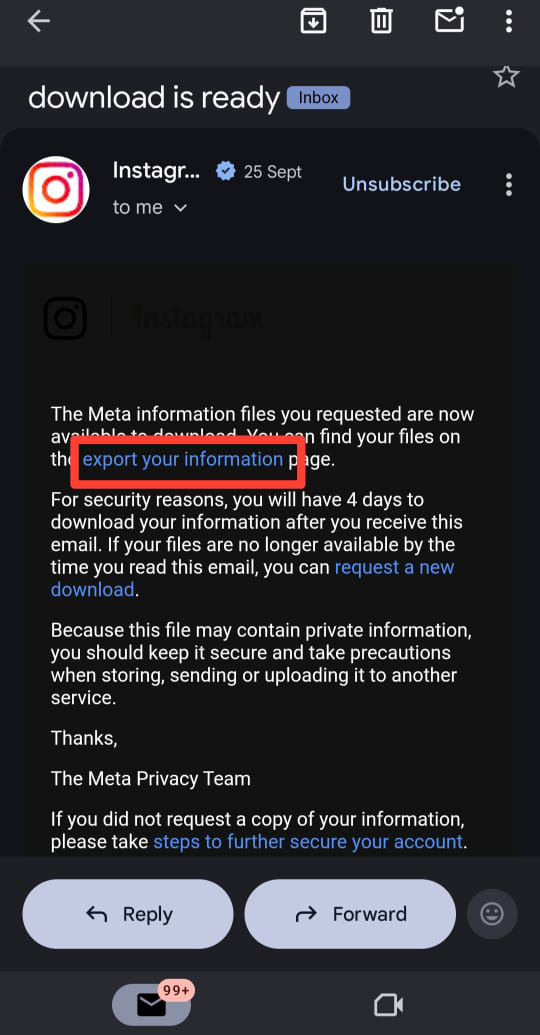 download is ready Inbox
Instagr... 25 Sept
Unsubscribe
to me
Instagram
The Meta information files you requested are now
available to download. You can find your files on
the export your information page.
For security reasons, you will have 4 days to
download your information after you receive this
email. If your files are no longer available by the
time you read this email, you can request a new
download.
Because this file may contain private information,
you should keep it secure and take precautions
when storing, sending or uploading it to another
service.
Thanks,
The Meta Privacy Team
If you did not request a copy of your information,
please take steps to further secure your account.
Reply
Forward
99+